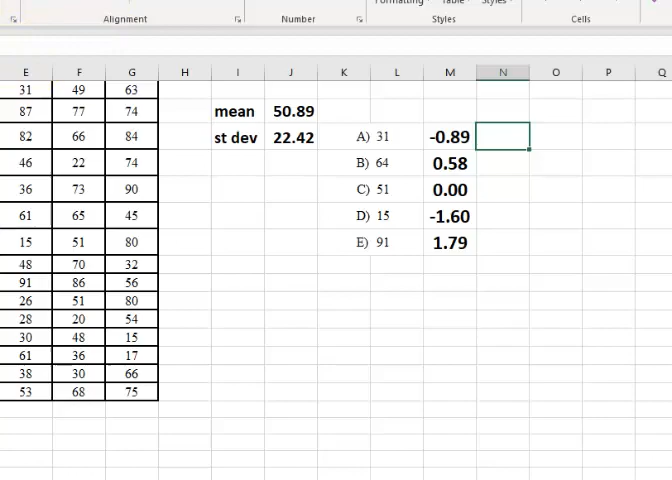 Formatting Table Styles
Alignment Number Styles Cells
E F G H I J K L M N O P Q
31 49 63
87 77 74 mean 50.89
82 66 84 st dev 22.42 A) 31 -0.89
46 22 74 B) 64 0.58
36 73 90 C) 51 0.00
61 65 45 D) 15 -1.60
15 51 80 E) 91 1.79
48 70 32
91 86 56
26 51 80
28 20 54
30 48 15
61 36 17
38 30 66
53 68 75